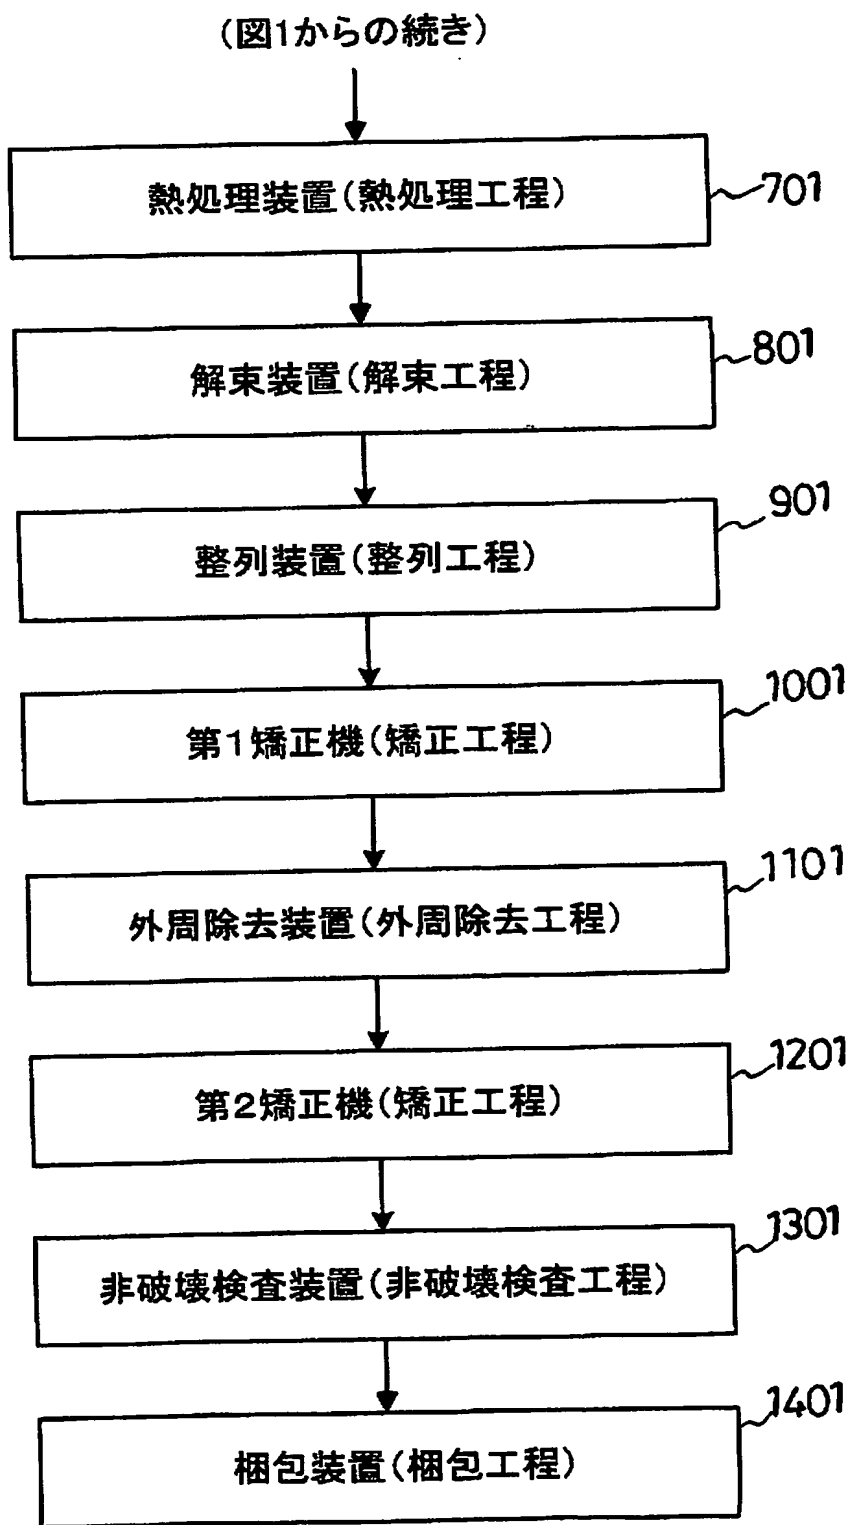 (図1からの続き)
熱処理装置(熱処理工程)
701
解束装置(解束工程)
801
整列装置(整列工程)
901
第1矯正機(矯正工程)
1001
外周除去装置(外周除去工程)
1101
第2矯正機(矯正工程)
1201
非破壊検査装置(非破壊検査工程)
1301
梱包装置(梱包工程)
1401